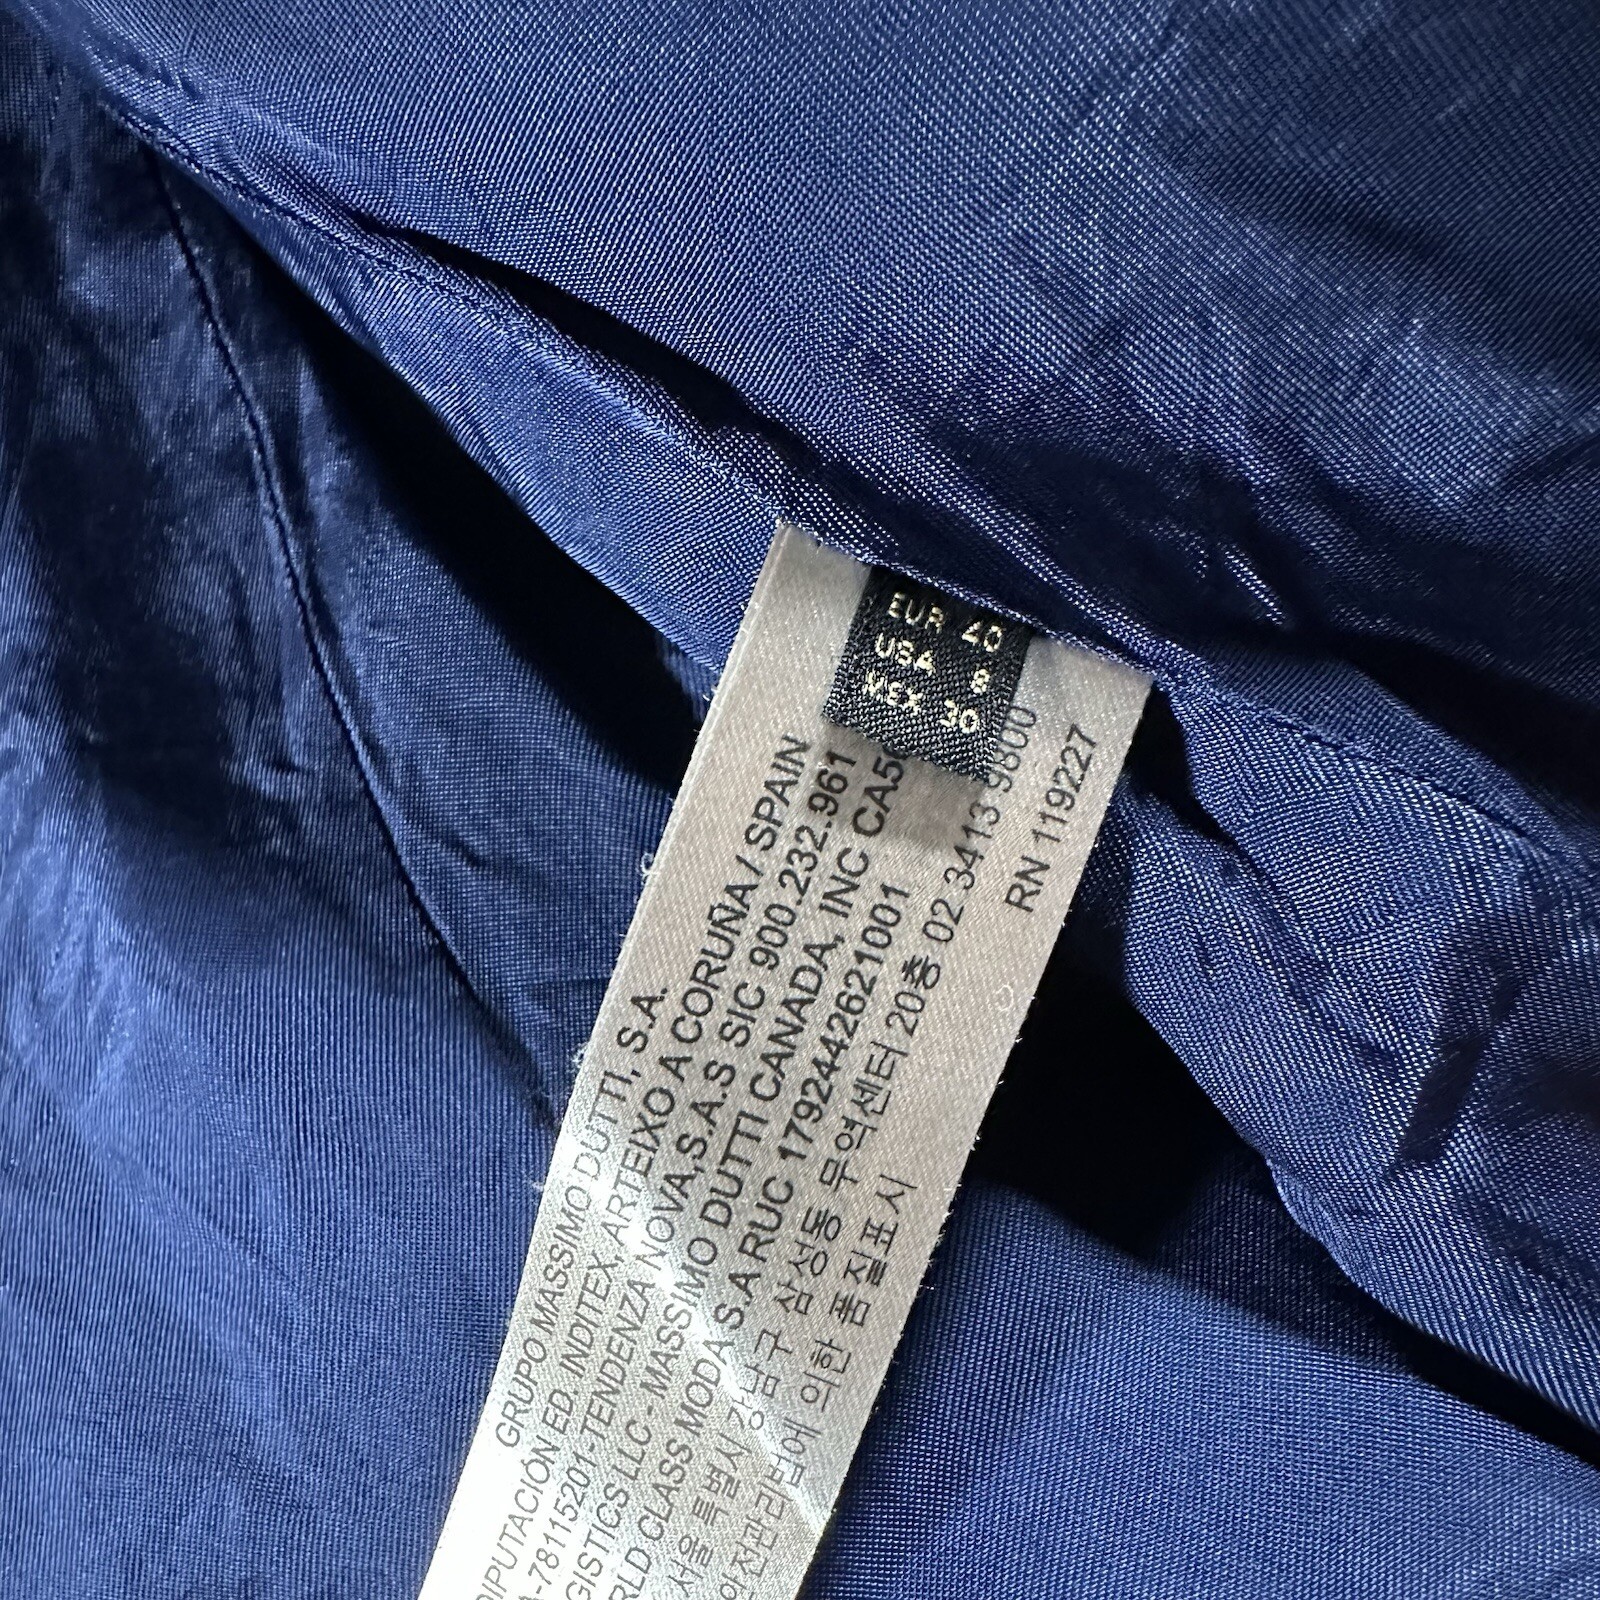 EUR 40
USA 8
MEX 30
GRUPO MASSIMO DUTTI, S.A.
DIPUTACIÓN ED. INDITEX, ARTEIXO A CORUÑA / SPAIN
A-78115201-TENDENZA NOVA,S.A.S SIC 900.232.961
GISTICS LLC - MASSIMO DUTTI CANADA, INC CA50
RLD CLASS MODA S.A RUC 1792442621001
서울특별시 강남구 삼성동 무역센터 20층 02 3413 9800
안전관리법에 의한 품질표시
RN 119227